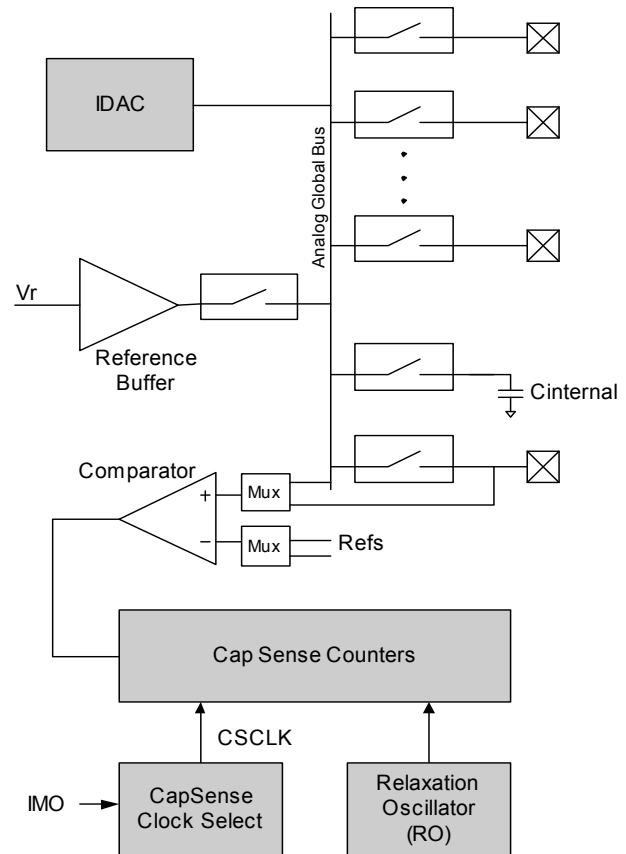 IDAC
Analog Global Bus
Vr
Reference
Buffer
Cinternal
Comparator
+
Mux
−
Mux
Refs
Cap Sense Counters
CSCLK
IMO
CapSense
Clock Select
Relaxation
Oscillator
(RO)